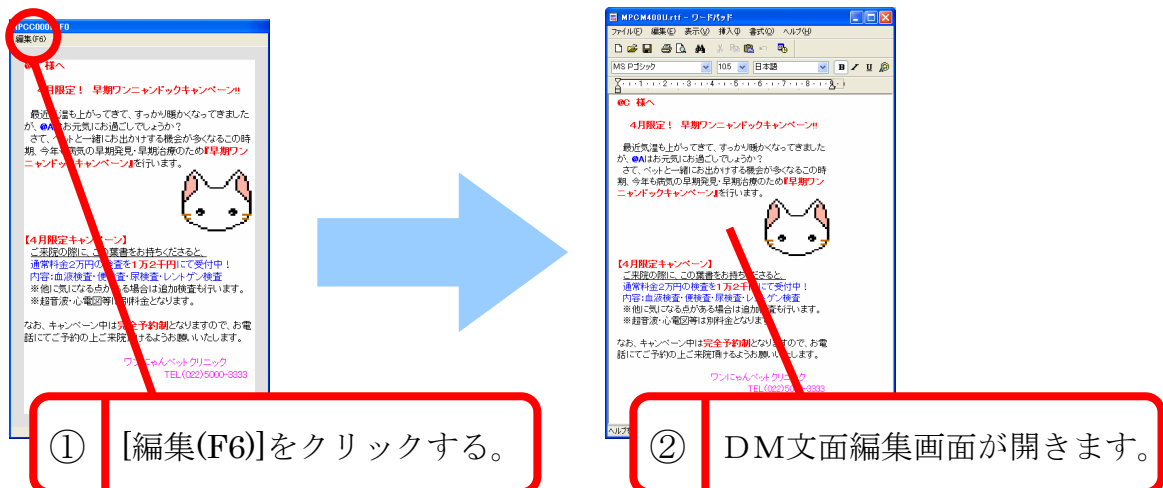 編集(F6)
様へ
4月限定！ 早期ワンニャンドックキャンペーン!!
最近気温も上がってきて、すっかり暖かくなってきました
が、@Aはお元気にお過ごしでしょうか？
さて、ペットと一緒にお出かけする機会が多くなるこの時
期、今年も病気の早期発見・早期治療のため『早期ワン
ニャンドックキャンペーン』を行います。
【4月限定キャンペーン】
ご来院の際に、この葉書をお持ちくださると、
通常料金2万円の検査を1万2千円にて受付中！
内容:血液検査・便検査・尿検査・レントゲン検査
※他に気になる点がある場合は追加検査も行います。
※超音波・心電図等は別料金となります。
なお、キャンペーン中は完全予約制となりますので、お電
話にてご予約の上ご来院頂けるようお願いいたします。
ワンにゃんペットクリニック
TEL(022)5000-3333
① [編集(F6)]をクリックする。
MPCM400U.rtf - ワードパッド
ファイル(F) 編集(E) 表示(V) 挿入(I) 書式(O) ヘルプ(H)
MS Pゴシック 10.5 日本語 B I U
1 2 3 4 5 6 7 8 9
@C 様へ
4月限定！ 早期ワンニャンドックキャンペーン!!
最近気温も上がってきて、すっかり暖かくなってきました
が、@Aはお元気にお過ごしでしょうか？
さて、ペットと一緒にお出かけする機会が多くなるこの時
期、今年も病気の早期発見・早期治療のため『早期ワン
ニャンドックキャンペーン』を行います。
【4月限定キャンペーン】
ご来院の際に、この葉書をお持ちくださると、
通常料金2万円の検査を1万2千円にて受付中！
内容:血液検査・便検査・尿検査・レントゲン検査
※他に気になる点がある場合は追加検査も行います。
※超音波・心電図等は別料金となります。
なお、キャンペーン中は完全予約制となりますので、お電
話にてご予約の上ご来院頂けるようお願いいたします。
ワンにゃんペットクリニック
TEL(022)5000-3333
② ＤＭ文面編集画面が開きます。